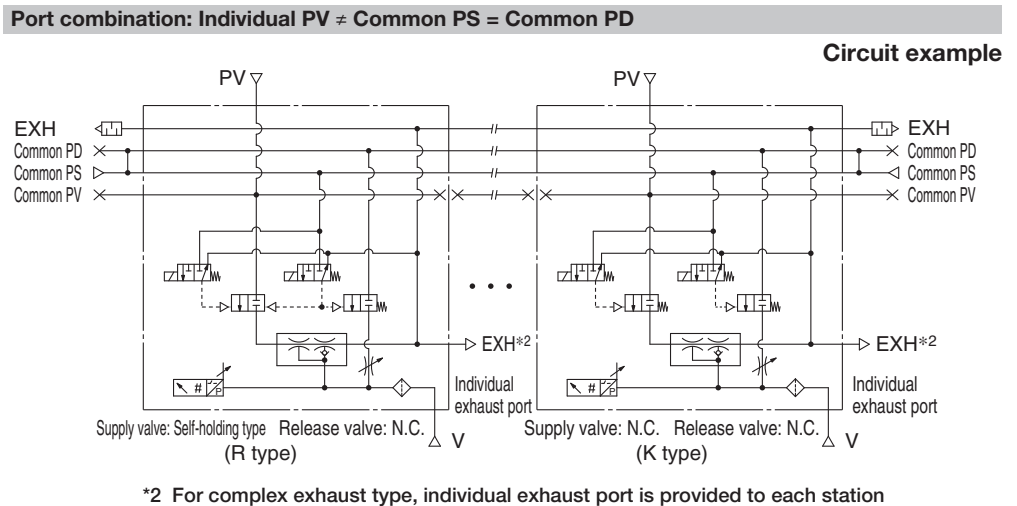 Port combination: Individual PV ≠ Common PS = Common PD
Circuit example
PV
PV
EXH
EXH
Common PD
Common PD
Common PS
Common PS
Common PV
Common PV
EXH*2
EXH*2
#
P
#
P
Individual
exhaust port
Individual
exhaust port
Supply valve: Self-holding type
Release valve: N.C.
V
Supply valve: N.C.
Release valve: N.C.
V
(R type)
(K type)
*2 For complex exhaust type, individual exhaust port is provided to each station